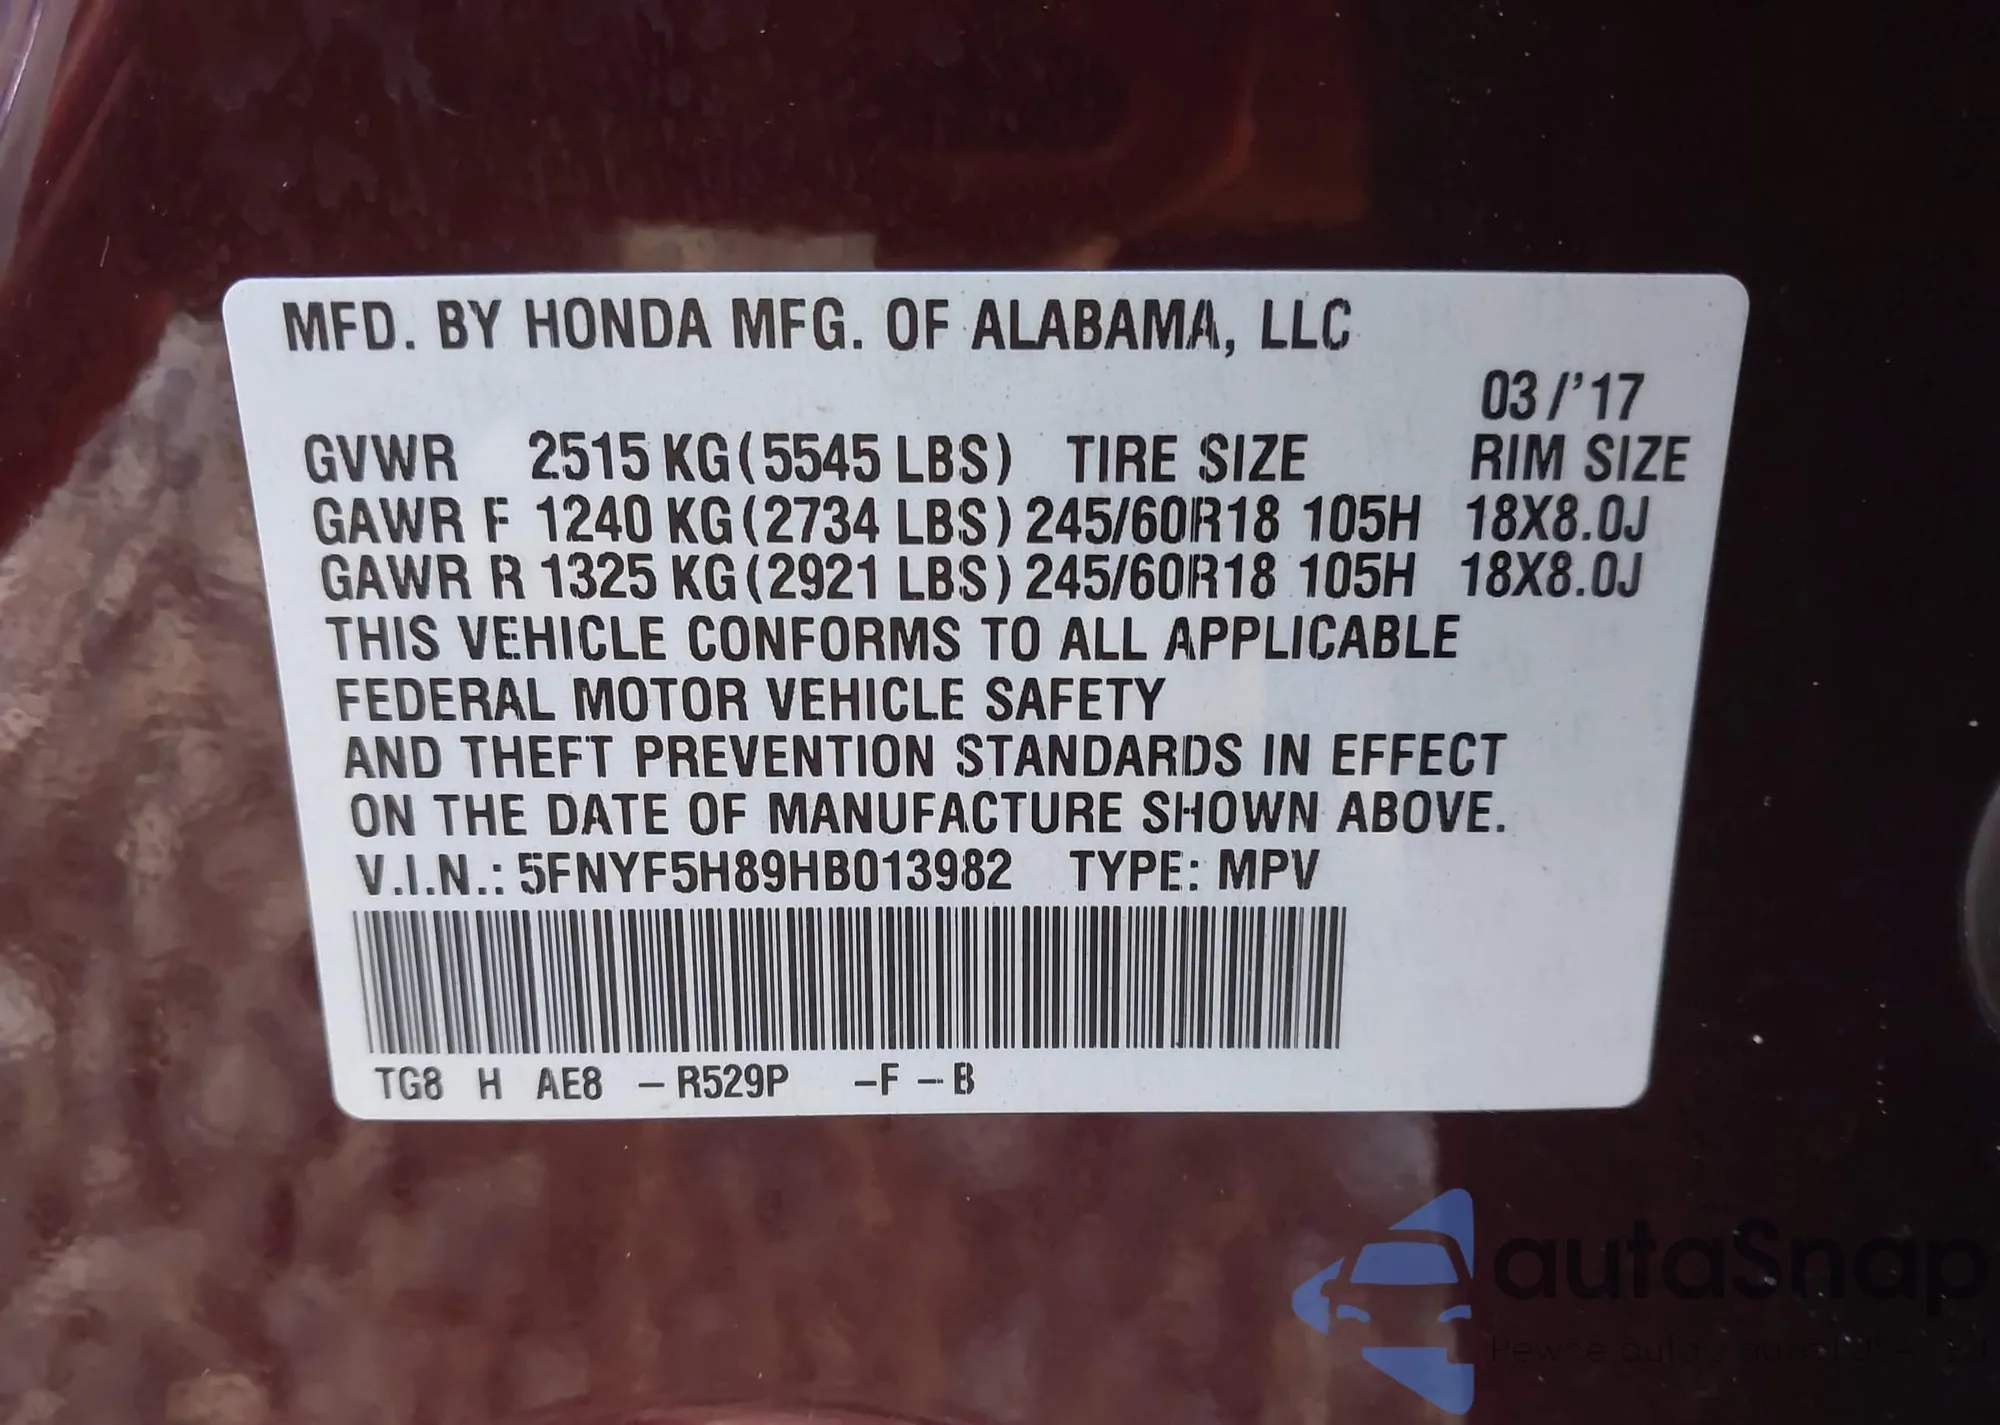 MFD. BY HONDA MFG. OF ALABAMA, LLC
03/'17
GVWR 2515 KG (5545 LBS) TIRE SIZE RIM SIZE
GAWR F 1240 KG (2734 LBS) 245/60R18 105H 18X8.0J
GAWR R 1325 KG (2921 LBS) 245/60R18 105H 18X8.0J
THIS VEHICLE CONFORMS TO ALL APPLICABLE
FEDERAL MOTOR VEHICLE SAFETY
AND THEFT PREVENTION STANDARDS IN EFFECT
ON THE DATE OF MANUFACTURE SHOWN ABOVE.
V.I.N.: 5FNYF5H89HB013982 TYPE: MPV
TG8 H AE8 – R529P –F – B
autaSnap